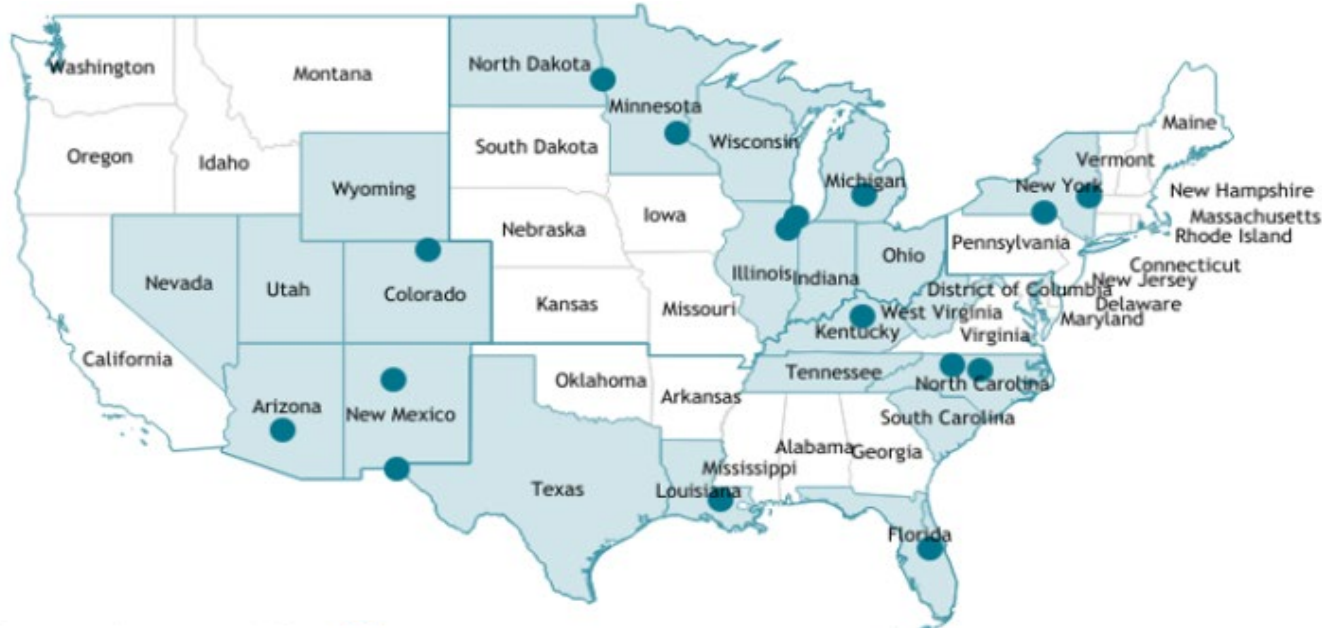 Washington
Montana
North Dakota
Minnesota
Wisconsin
Michigan
Maine
Vermont
New York
New Hampshire
Massachusetts
Rhode Island
Connecticut
New Jersey
Delaware
Maryland
Oregon
Idaho
Wyoming
South Dakota
Iowa
Nebraska
Pennsylvania
Ohio
Illinois
Indiana
District of Columbia
West Virginia
Virginia
Kentucky
Nevada
Utah
Colorado
Kansas
Missouri
California
Arizona
New Mexico
Oklahoma
Arkansas
Tennessee
North Carolina
South Carolina
Texas
Louisiana
Mississippi
Alabama
Georgia
Florida